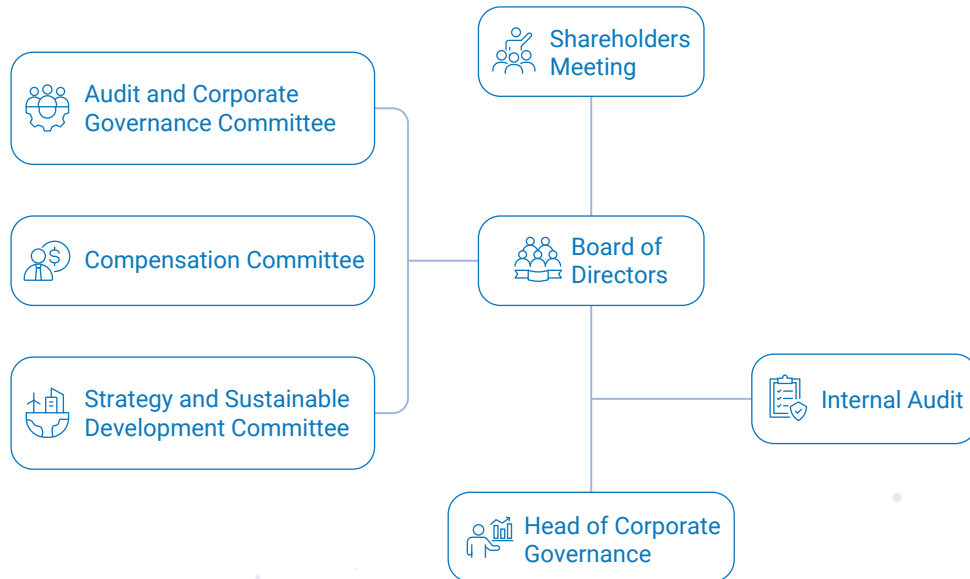 Shareholders
Meeting
Audit and Corporate
Governance Committee
Compensation Committee
Board of
Directors
Strategy and Sustainable
Development Committee
Internal Audit
Head of Corporate
Governance